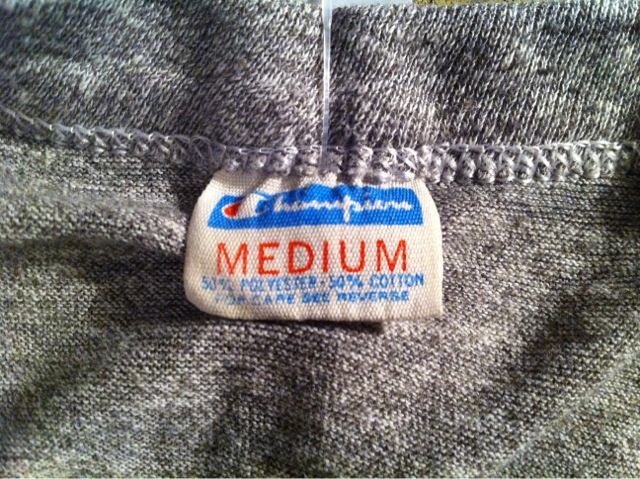 Champion
MEDIUM
50% POLYESTER·50% COTTON
FOR CARE SEE REVERSE